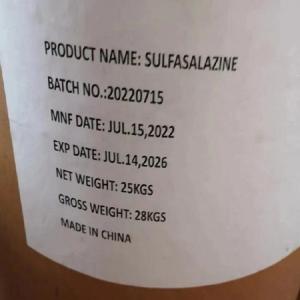 PRODUCT NAME: SULFASALAZINE
BATCH NO.:20220715
MNF DATE: JUL.15,2022
EXP DATE: JUL.14,2026
NET WEIGHT: 25KGS
GROSS WEIGHT: 28KGS
MADE IN CHINA